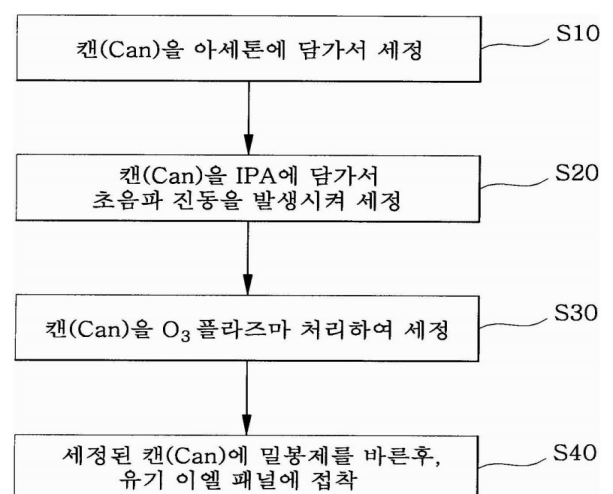 캔(Can)을 아세톤에 담가서 세정
S10
캔(Can)을 IPA에 담가서
초음파 진동을 발생시켜 세정
S20
캔(Can)을 O₃ 플라즈마 처리하여 세정
S30
세정된 캔(Can)에 밀봉제를 바른후,
유기 이엘 패널에 접착
S40